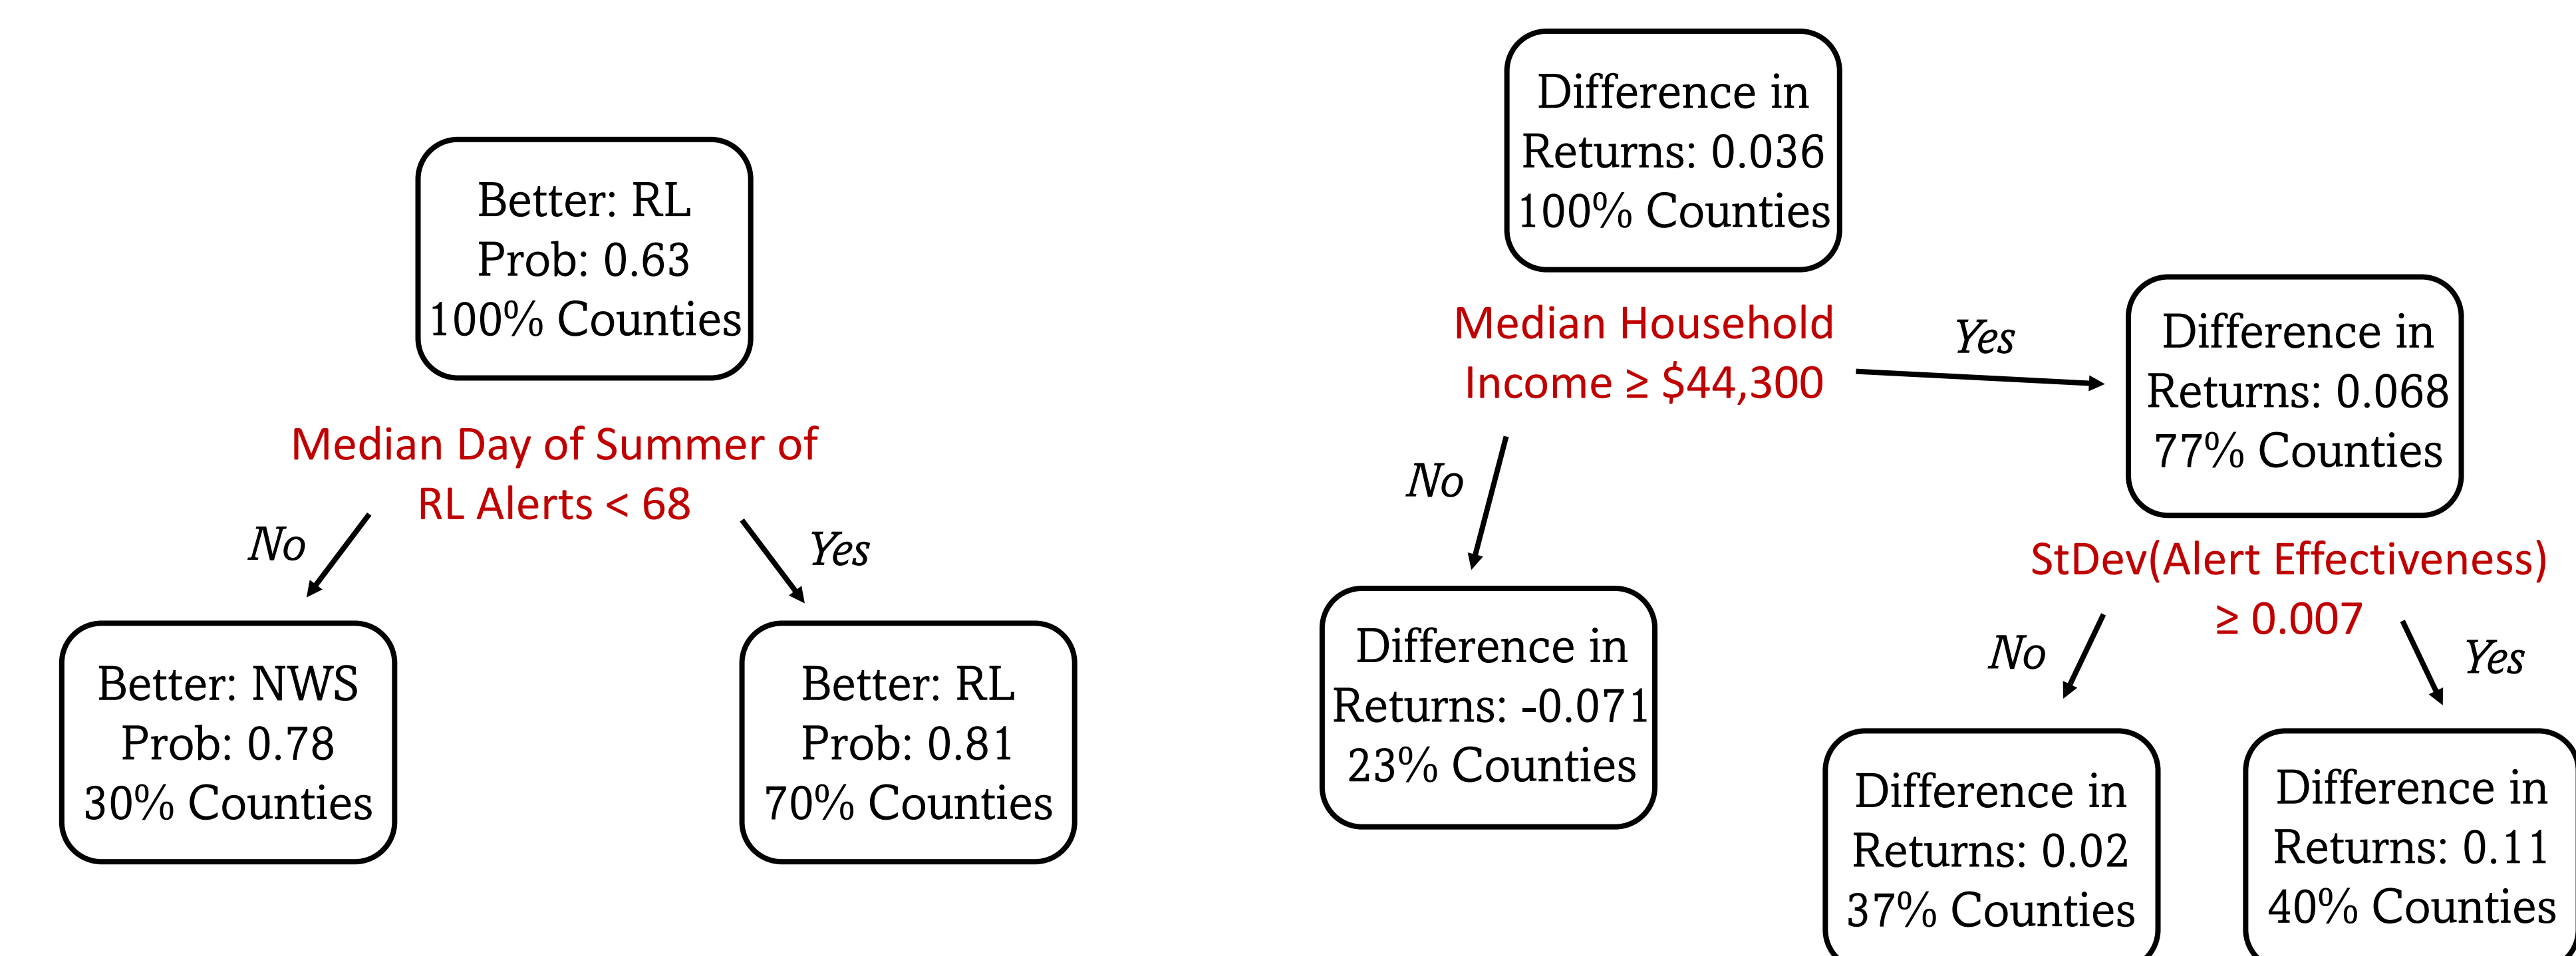 Better: RL
Prob: 0.63
100% Counties
Median Day of Summer of
RL Alerts < 68
No
Yes
Better: NWS
Prob: 0.78
30% Counties
Better: RL
Prob: 0.81
70% Counties
Difference in
Returns: 0.036
100% Counties
Median Household
Income ≥ $44,300
Yes
No
Difference in
Returns: 0.068
77% Counties
Difference in
Returns: -0.071
23% Counties
StDev(Alert Effectiveness)
≥ 0.007
No
Yes
Difference in
Returns: 0.02
37% Counties
Difference in
Returns: 0.11
40% Counties